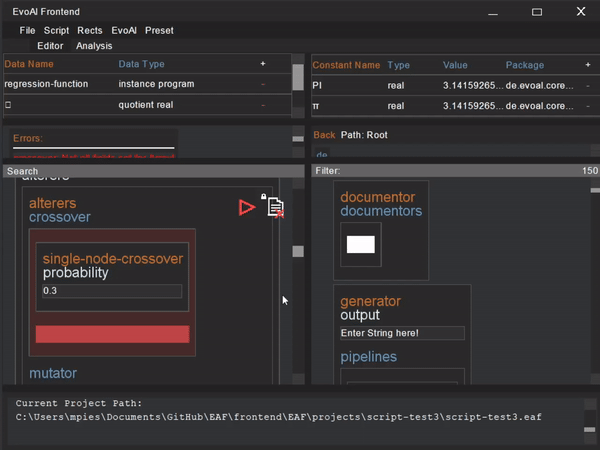 EvoAI Frontend
File Script Rects EvoAI Preset
Editor Analysis
Data Name Data Type +
regression-function instance program -
quotient real -
Constant Name Type Value Package +
PI real 3.14159265... de.evoal.core... -
π real 3.14159265... de.evoal.core... -
Errors:
Back Path: Root
de
Search
Filter: 150
alterers
alterers
crossover
single-node-crossover
probability
0.3
mutator
documentor
documentors
generator
output
Enter String here!
pipelines
Current Project Path:
C:\Users\mpies\Documents\GitHub\EAF\frontend\EAF\projects\script-test3\script-test3.eaf